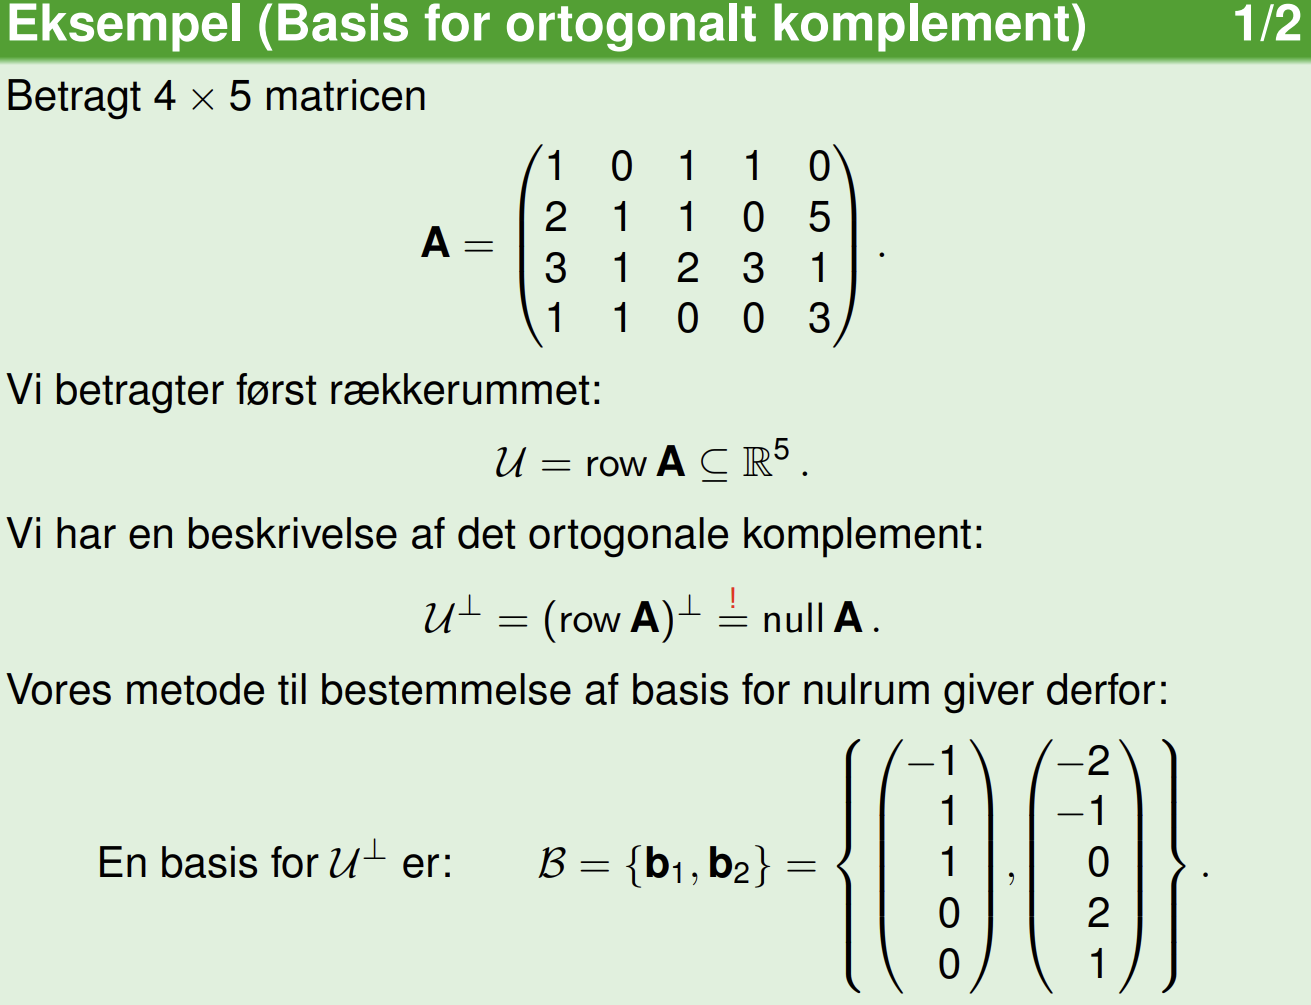 Eksempel (Basis for ortogonalt komplement) 1/2
Betragt 4 × 5 matricen
1 0 1 1 0
2 1 1 0 5
A = .
3 1 2 3 1
1 1 0 0 3
Vi betragter først rækkerummet:
𝒰 = row A ⊆ ℝ⁵ .
Vi har en beskrivelse af det ortogonale komplement:
𝒰⊥ = (row A)⊥ =! null A .
Vores metode til bestemmelse af basis for nulrum giver derfor:
En basis for 𝒰⊥ er: ℬ = {b₁, b₂} = { (−1 1 1 0 0), (−2 −1 0 2 1) } .